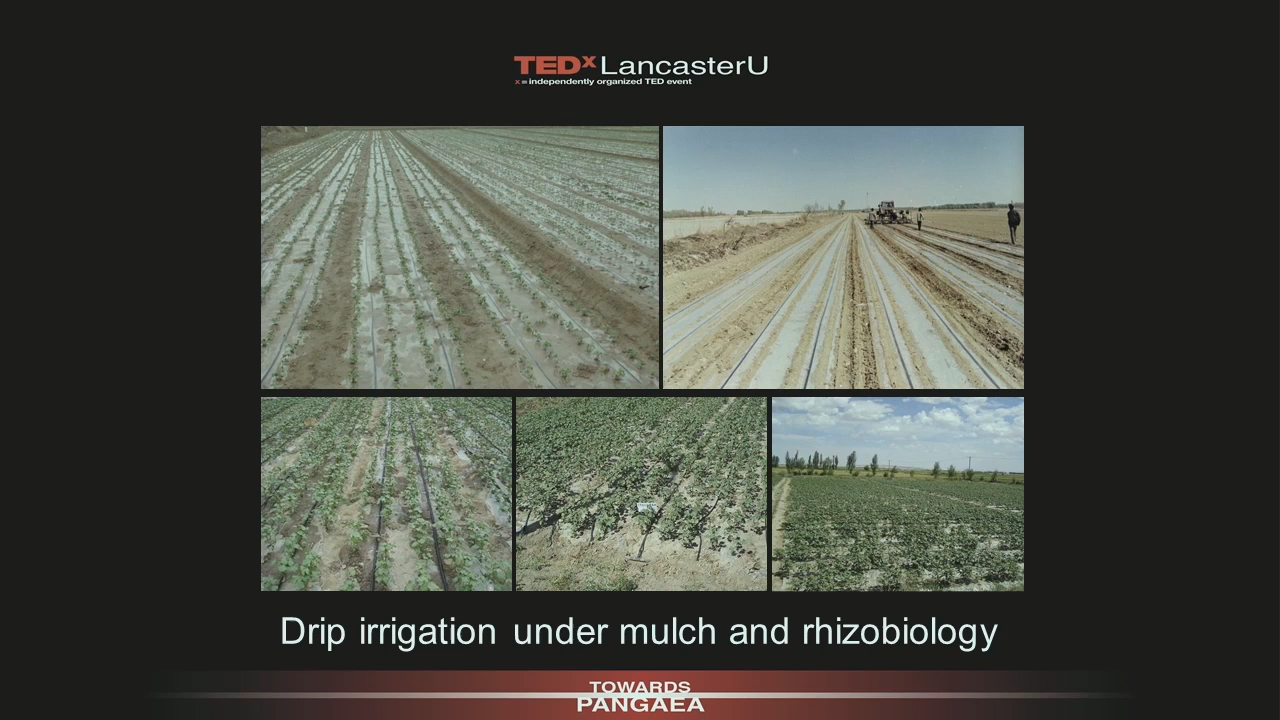 TEDx LancasterU
x = independently organized TED event
Drip irrigation under mulch and rhizobiology
TOWARDS
PANGAEA